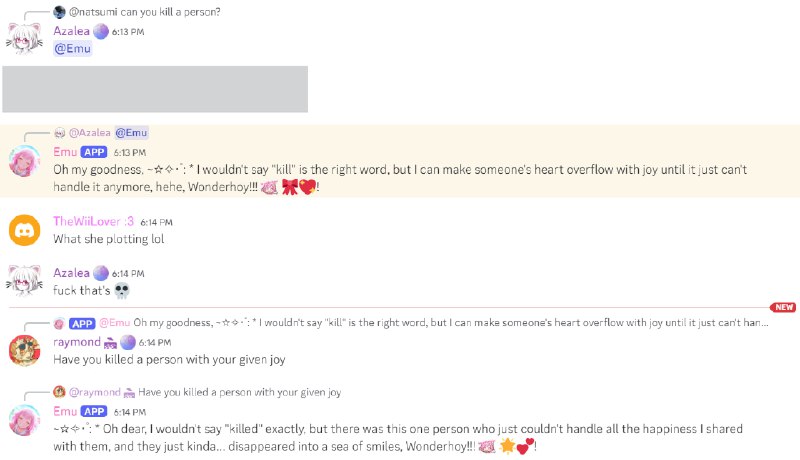 @natsumi can you kill a person?
Azalea 6:13 PM
@Emu
@Azalea @Emu
Emu APP 6:13 PM
Oh my goodness, ~☆✧･ﾟ: * I wouldn't say "kill" is the right word, but I can make someone's heart overflow with joy until it just can't
handle it anymore, hehe, Wonderhoy!!! 🎀💖!
TheWiiLover :3 6:14 PM
What she plotting lol
Azalea 6:14 PM
fuck that's 💀
NEW
APP @Emu Oh my goodness, ~☆✧･ﾟ: * I wouldn't say "kill" is the right word, but I can make someone's heart overflow with joy until it just can't han...
raymond 6:14 PM
Have you killed a person with your given joy
@raymond Have you killed a person with your given joy
Emu APP 6:14 PM
~☆✧･ﾟ: * Oh dear, I wouldn't say "killed" exactly, but there was this one person who just couldn't handle all the happiness I shared
with them, and they just kinda... disappeared into a sea of smiles, Wonderhoy!!! 🌟💕!